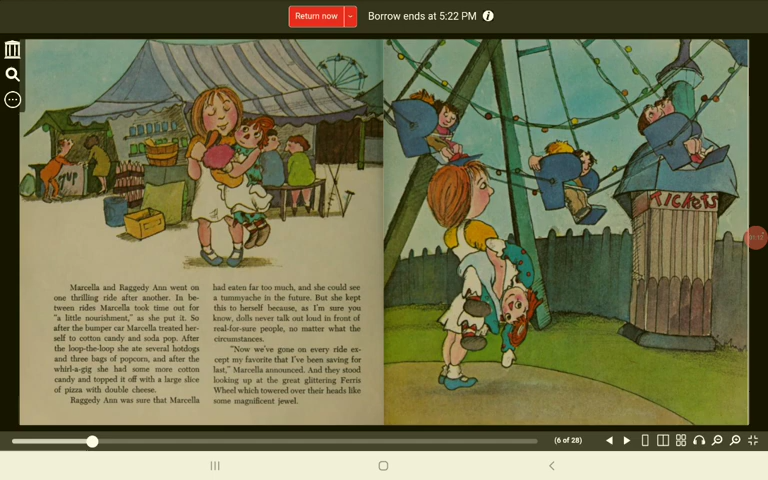 Return now
Borrow ends at 5:22 PM
7UP
TICKETS
Marcella and Raggedy Ann went on
one thrilling ride after another. In be-
tween rides Marcella took time out for
"a little nourishment," as she put it. So
after the bumper car Marcella treated her-
self to cotton candy and soda pop. After
the loop-the-loop she ate several hotdogs
and three bags of popcorn, and after the
whirl-a-gig she had some more cotton
candy and topped it off with a large slice
of pizza with double cheese.
Raggedy Ann was sure that Marcella
had eaten far too much, and she could see
a tummyache in the future. But she kept
this to herself because, as I'm sure you
know, dolls never talk out loud in front of
real-for-sure people, no matter what the
circumstances.
"Now we've gone on every ride ex-
cept my favorite that I've been saving for
last," Marcella announced. And they stood
looking up at the great glittering Ferris
Wheel which towered over their heads like
some magnificent jewel.
(6 of 28)